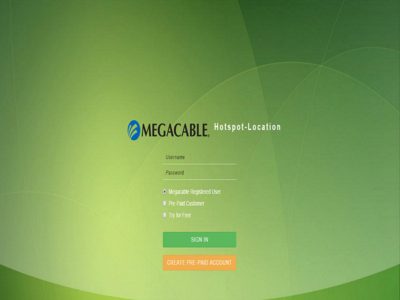 MEGACABLE
Hotspot-Location
Username
Password
Megacable Registered User
Pre-Paid Customer
Try for Free
SIGN IN
CREATE PRE-PAID ACCOUNT